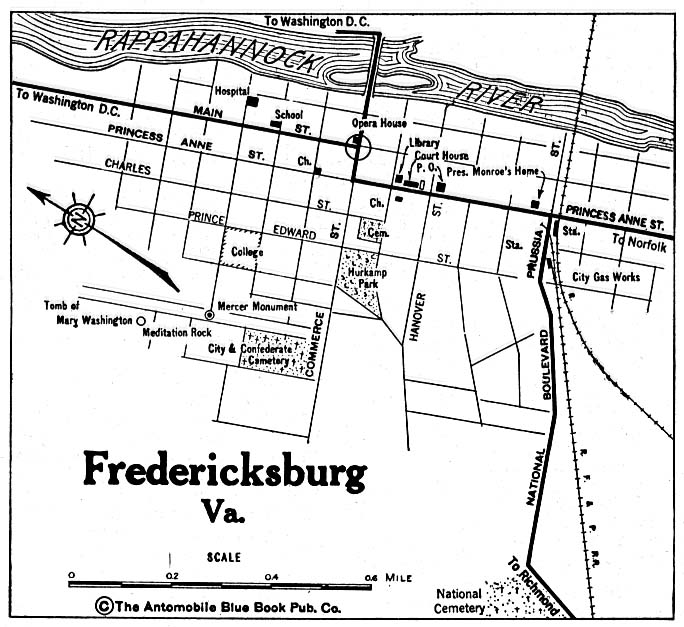 To Washington D.C.
RAPPAHANNOCK
RIVER
Hospital
To Washington D.C.
MAIN
ST.
School
Opera House
PRINCESS
ANNE
ST.
Library
Court House
P. O.
Pres. Monroe's Home
ST.
CHARLES
ST.
Ch.
Ch.
ST.
PRINCESS ANNE ST.
To Norfolk
PRINCE
EDWARD
ST.
ST.
Cem.
Sta.
Sta.
PRUSSIA
College
Hurkamp
Park
City Gas Works
N
Tomb of
Mary Washington
Mercer Monument
Meditation Rock
City & Confederate
Cemetery
COMMERCE
HANOVER
NATIONAL
BOULEVARD
R. F. & P. R.R.
Fredericksburg
Va.
SCALE
0
0.2
0.4
0.6 MILE
To Richmond
National
Cemetery
© The Antomobile Blue Book Pub. Co.